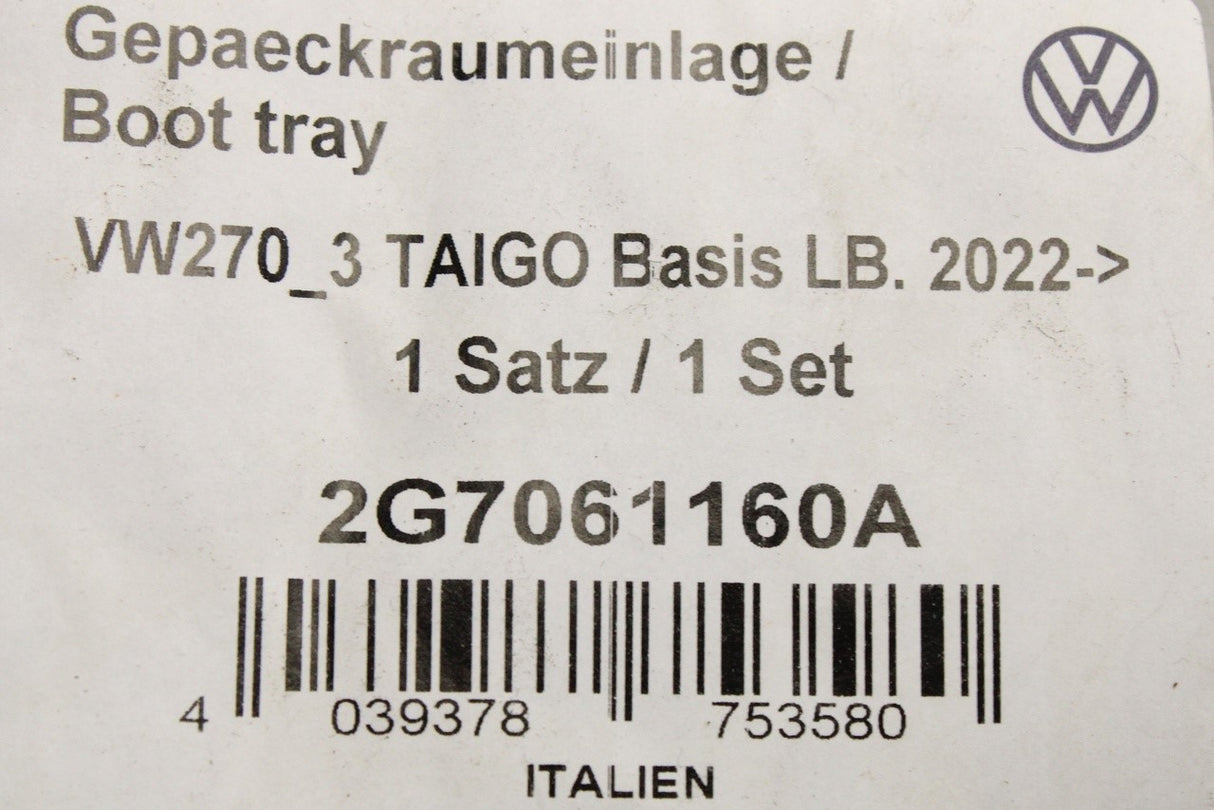 Gepaeckraumeinlage /
Boot tray
VW270_3 TAIGO Basis LB. 2022->
1 Satz / 1 Set
2G7061160A
4 039378 753580
ITALIEN